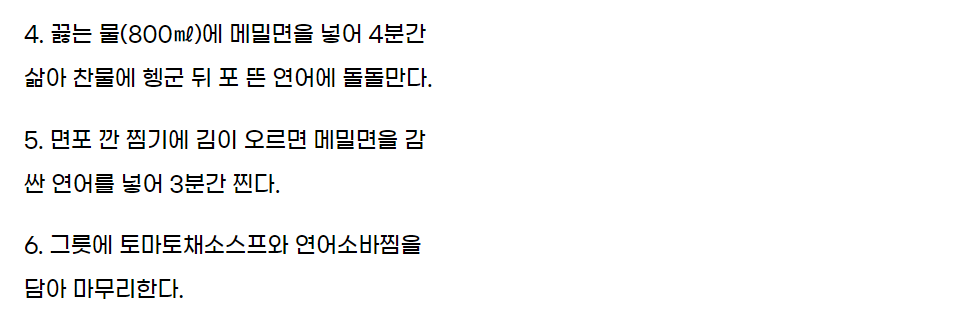 4. 끓는 물(800㎖)에 메밀면을 넣어 4분간
삶아 찬물에 헹군 뒤 포 뜬 연어에 돌돌만다.
5. 면포 깐 찜기에 김이 오르면 메밀면을 감
싼 연어를 넣어 3분간 찐다.
6. 그릇에 토마토채소스프와 연어소바찜을
담아 마무리한다.